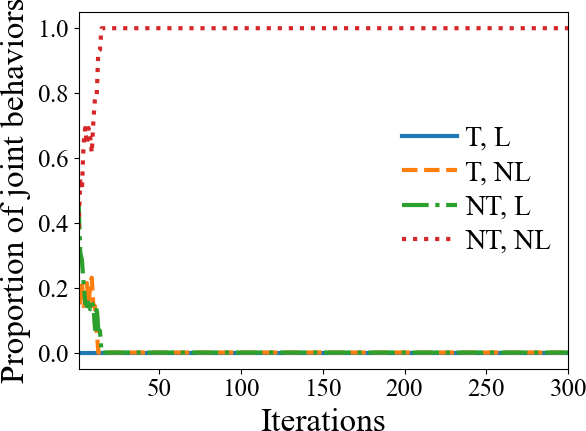 Proportion of joint behaviors
1.0
0.8
0.6
0.4
0.2
0.0
T, L
T, NL
NT, L
NT, NL
50
100
150
200
250
300
Iterations